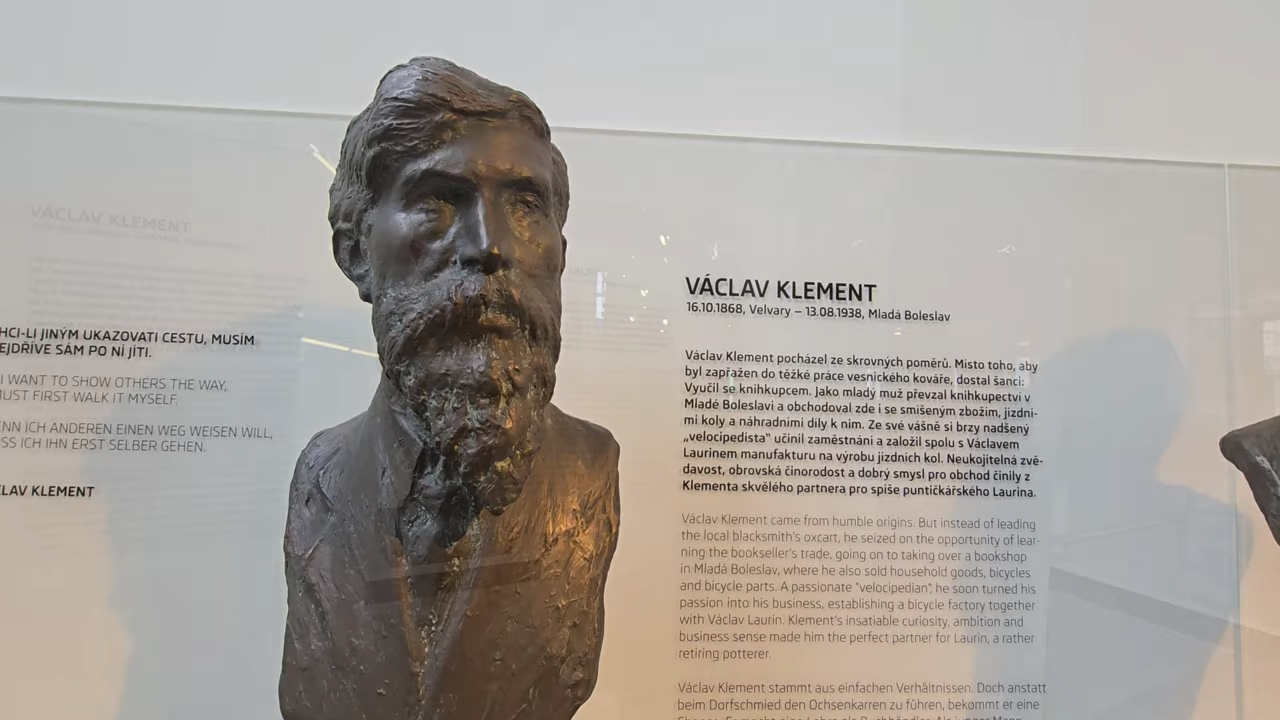 VÁCLAV KLEMENT
HCI-LI JINÝM UKAZOVATI CESTU, MUSÍM
EJDŘÍVE SÁM PO NÍ JÍTI.
I WANT TO SHOW OTHERS THE WAY,
MUST FIRST WALK IT MYSELF.
ENN ICH ANDEREN EINEN WEG WEISEN WILL,
SS ICH IHN ERST SELBER GEHEN.
LAV KLEMENT
VÁCLAV KLEMENT
16.10.1868, Velvary – 13.08.1938, Mladá Boleslav
Václav Klement pocházel ze skrovných poměrů. Místo toho, aby
byl zapřažen do těžké práce vesnického kováře, dostal šanci:
Vyučil se knihkupcem. Jako mladý muž převzal knihkupectví v
Mladé Boleslavi a obchodoval zde i se smíšeným zbožím, jízdní-
mi koly a náhradními díly k nim. Ze své vášně si brzy nadšený
„velocipedista" učinil zaměstnání a založil spolu s Václavem
Laurinem manufakturu na výrobu jízdních kol. Neukojitelná zvě-
davost, obrovská činorodost a dobrý smysl pro obchod činily z
Klementa skvělého partnera pro spíše puntičkářského Laurina.
Václav Klement came from humble origins. But instead of leading
the local blacksmith's oxcart, he seized on the opportunity of lear-
ning the bookseller's trade, going on to taking over a bookshop
in Mladá Boleslav, where he also sold household goods, bicycles
and bicycle parts. A passionate "velocipedian", he soon turned his
passion into his business, establishing a bicycle factory together
with Václav Laurin. Klement's insatiable curiosity, ambition and
business sense made him the perfect partner for Laurin, a rather
retiring potterer.
Václav Klement stammt aus einfachen Verhältnissen. Doch anstatt
beim Dorfschmied den Ochsenkarren zu führen, bekommt er eine